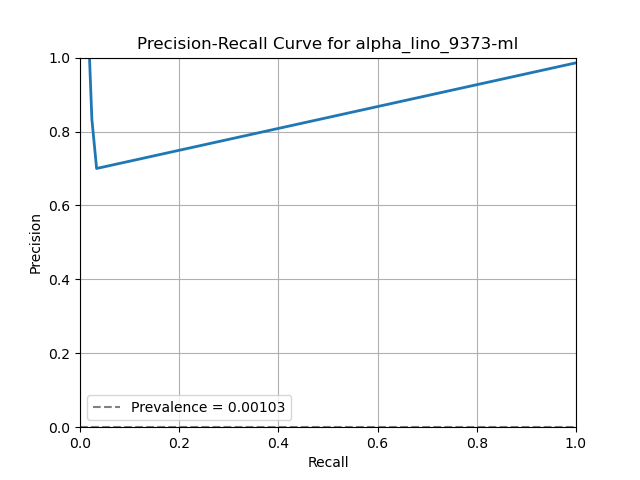 Precision-Recall Curve for alpha_lino_9373-ml
1.0
0.8
0.6
0.4
0.2
0.0
Precision
Prevalence = 0.00103
0.0 0.2 0.4 0.6 0.8 1.0
Recall